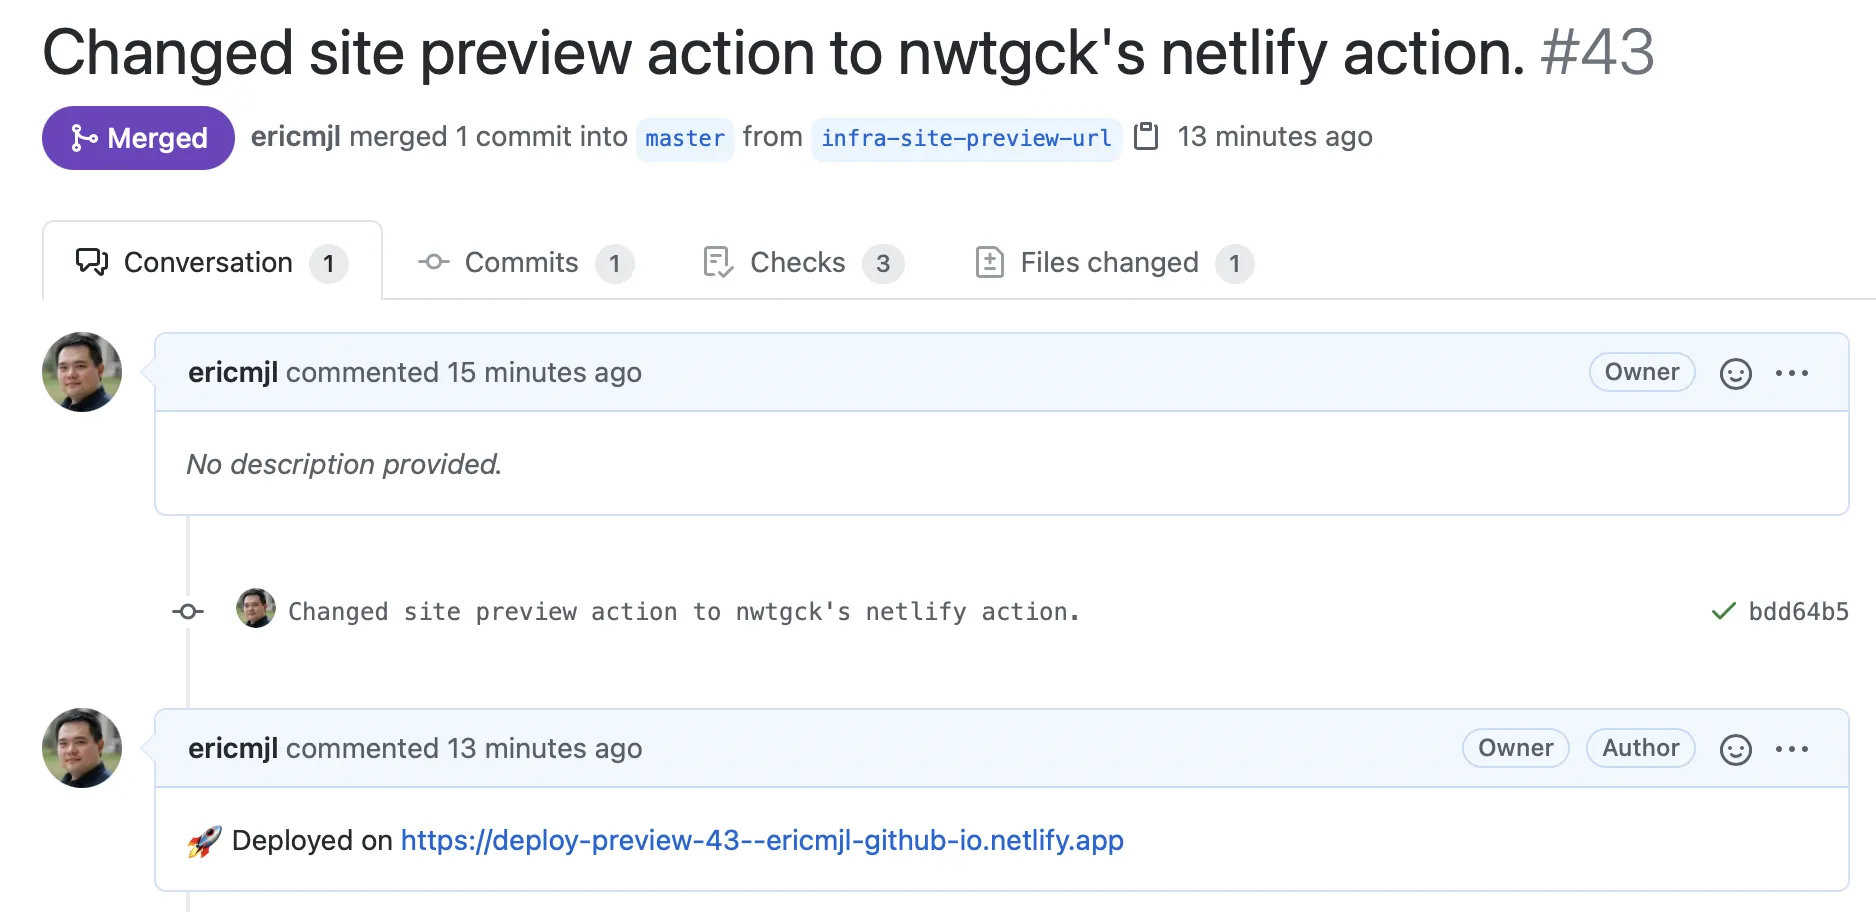 Changed site preview action to nwtgck's netlify action. #43
Merged ericmjl merged 1 commit into master from infra-site-preview-url 13 minutes ago
Conversation 1 Commits 1 Checks 3 Files changed 1
ericmjl commented 15 minutes ago Owner
No description provided.
Changed site preview action to nwtgck's netlify action. bdd64b5
ericmjl commented 13 minutes ago Owner Author
🚀 Deployed on https://deploy-preview-43--ericmjl-github-io.netlify.app